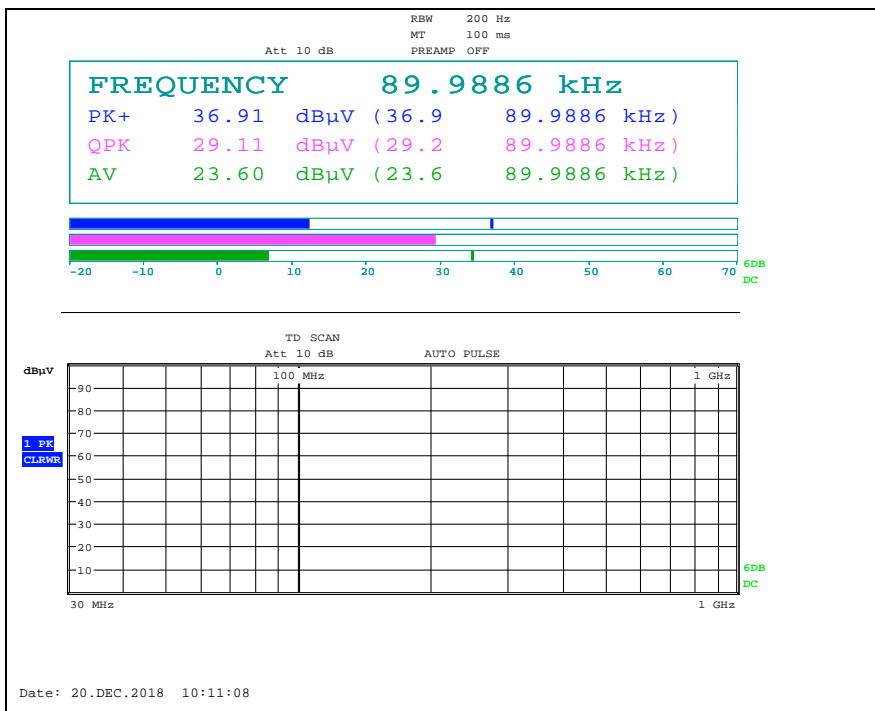 RBW 200 Hz
MT 100 ms
Att 10 dB PREAMP OFF
FREQUENCY 89.9886 kHz
PK+ 36.91 dBµV (36.9 89.9886 kHz)
QPK 29.11 dBµV (29.2 89.9886 kHz)
AV 23.60 dBµV (23.6 89.9886 kHz)
-20 -10 0 10 20 30 40 50 60 70
6DB
DC
TD SCAN
Att 10 dB AUTO PULSE
dBµV
100 MHz 1 GHz
90
80
70
1 PK
CLRWR
60
50
40
30
20
10
6DB
DC
30 MHz 1 GHz
Date: 20.DEC.2018 10:11:08